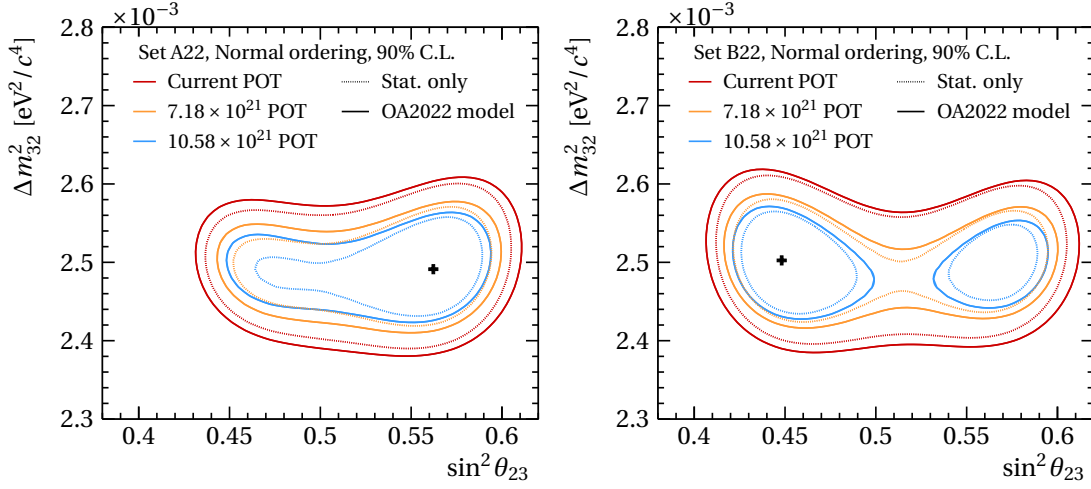 ×10⁻³
2.8
2.7
2.6
2.5
2.4
2.3
Δm²₃₂ [eV²/c⁴]
Set A22, Normal ordering, 90% C.L.
Current POT
Stat. only
7.18 × 10²¹ POT
OA2022 model
10.58 × 10²¹ POT
0.4 0.45 0.5 0.55 0.6
sin²θ₂₃
×10⁻³
2.8
2.7
2.6
2.5
2.4
2.3
Δm²₃₂ [eV²/c⁴]
Set B22, Normal ordering, 90% C.L.
Current POT
Stat. only
7.18 × 10²¹ POT
OA2022 model
10.58 × 10²¹ POT
0.4 0.45 0.5 0.55 0.6
sin²θ₂₃